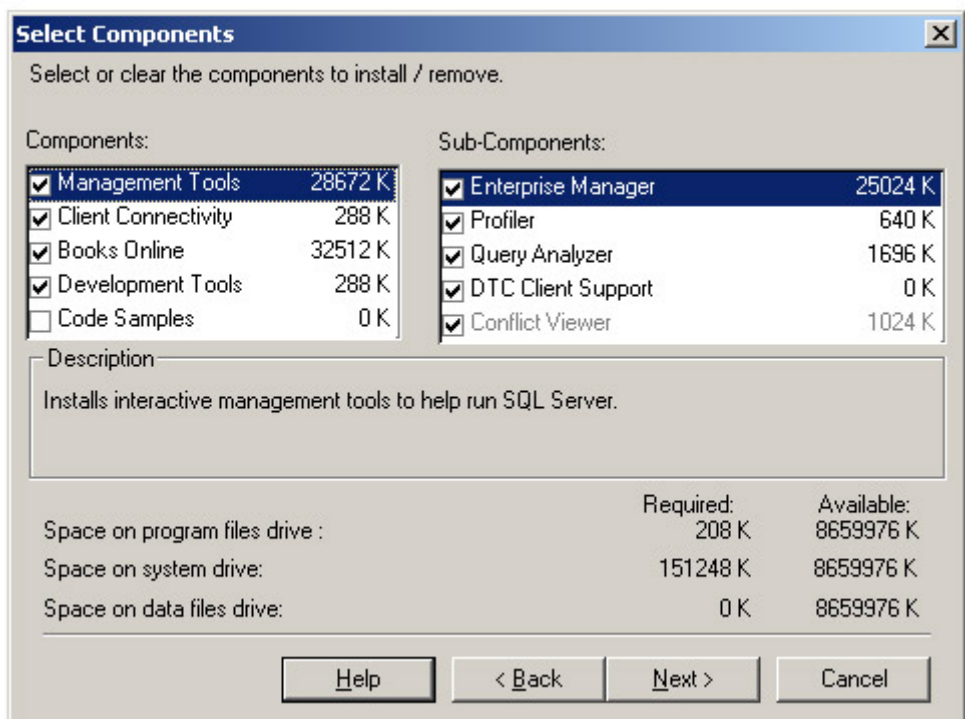 Select Components
Select or clear the components to install / remove.
Components:
Management Tools 28672 K
Client Connectivity 288 K
Books Online 32512 K
Development Tools 288 K
Code Samples 0 K
Sub-Components:
Enterprise Manager 25024 K
Profiler 640 K
Query Analyzer 1696 K
DTC Client Support 0 K
Conflict Viewer 1024 K
Description
Installs interactive management tools to help run SQL Server.
Required: Available:
Space on program files drive : 208 K 8659976 K
Space on system drive: 151248 K 8659976 K
Space on data files drive: 0 K 8659976 K
Help < Back Next > Cancel